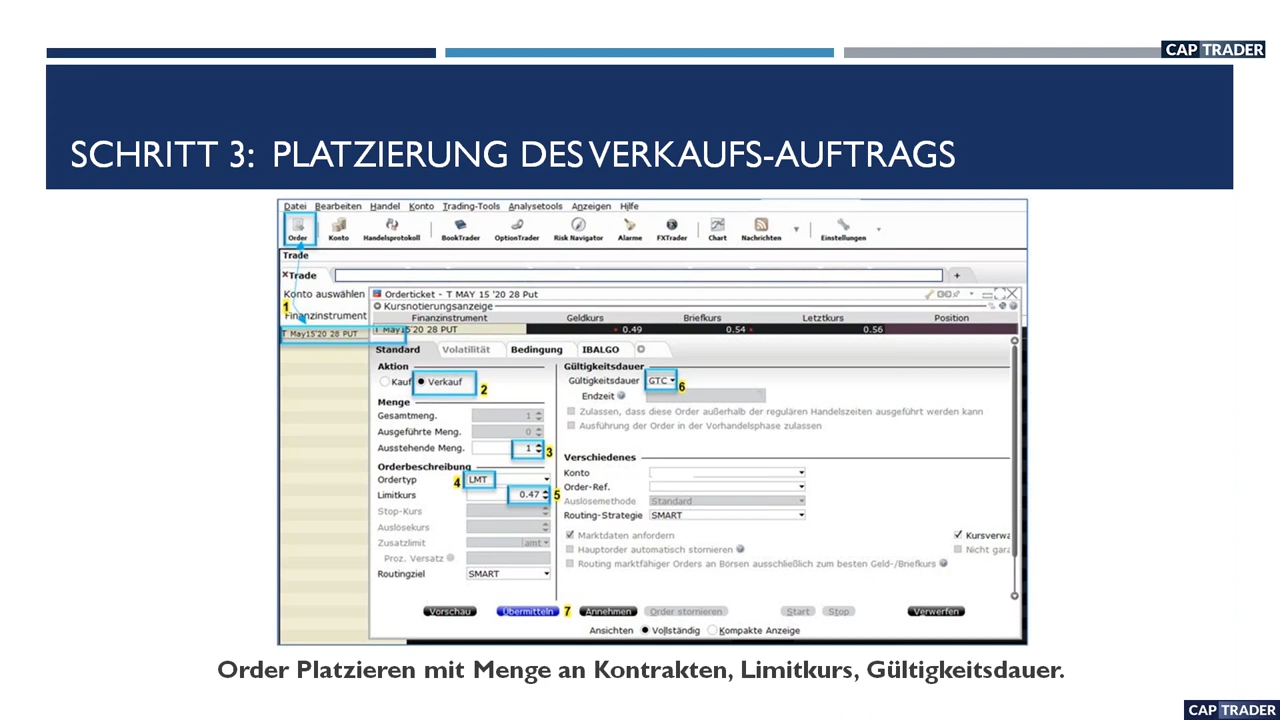 CAP TRADER
SCHRITT 3: PLATZIERUNG DES VERKAUFS-AUFTRAGS
Datei Bearbeiten Handel Konto Trading-Tools Analysetools Anzeigen Hilfe
Order Konto Handelsprotokoll BookTrader OptionTrader Risk Navigator Alarme FXTrader Chart Nachrichten Einstellungen
Trade
Trade +
Konto auswählen Orderticket - T MAY 15 '20 28 Put
1 Kursnotierungsanzeige
Finanzinstrument Finanzinstrument Geldkurs Briefkurs Letztkurs Position
T May15'20 28 PUT T May15'20 28 PUT 0.49 0.54 0.56
Standard Volatilität Bedingung IBALGO
Aktion Gültigkeitsdauer
Kauf Verkauf 2 Gültigkeitsdauer GTC 6
Endzeit
Menge
Gesamtmeng. 1 Zulassen, dass diese Order außerhalb der regulären Handelszeiten ausgeführt werden kann
Ausgeführte Meng. 0 Ausführung der Order in der Vorhandelsphase zulassen
Ausstehende Meng. 1 3
Orderbeschreibung Verschiedenes
Ordertyp 4 LMT Konto
Limitkurs 0.47 5 Order-Ref.
Stop-Kurs Auslösemethode Standard
Auslösekurs Routing-Strategie SMART
Zusatzlimit amt Marktdaten anfordern Kursverwa
Proz. Versatz Hauptorder automatisch stornieren Nicht gara
Routingziel SMART Routing marktfähiger Orders an Börsen ausschließlich zum besten Geld-/Briefkurs
Vorschau Übermitteln 7 Annehmen Order stornieren Start Stop Verwerfen
Ansichten Vollständig Kompakte Anzeige
Order Platzieren mit Menge an Kontrakten, Limitkurs, Gültigkeitsdauer.
CAP TRADER